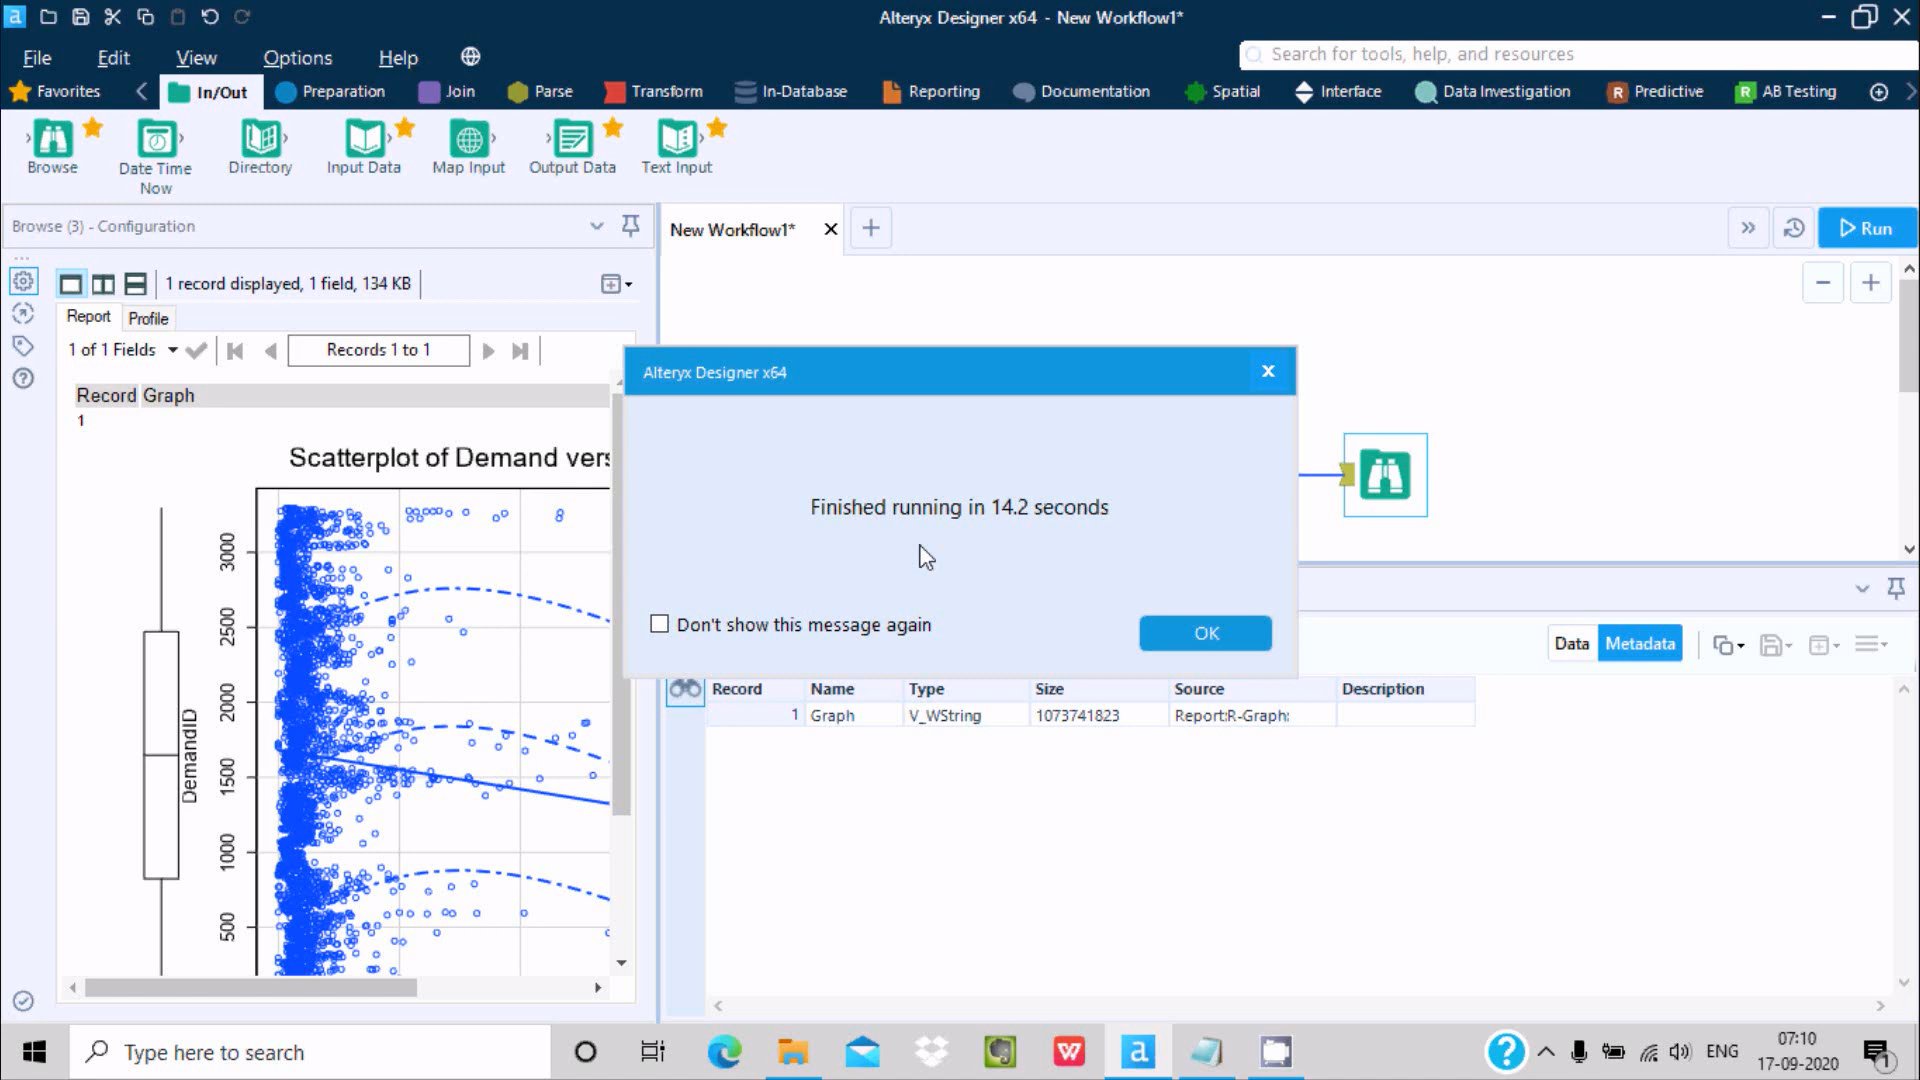 Alteryx Designer x64 - New Workflow1*
File Edit View Options Help
Search for tools, help, and resources
Favorites In/Out Preparation Join Parse Transform In-Database Reporting Documentation Spatial Interface Data Investigation Predictive AB Testing
Browse Date Time Now Directory Input Data Map Input Output Data Text Input
Browse (3) - Configuration
New Workflow1*
Run
1 record displayed, 1 field, 134 KB
Report Profile
1 of 1 Fields Records 1 to 1
Record Graph
1
Scatterplot of Demand vers
DemandID
3000
2500
2000
1500
1000
500
Alteryx Designer x64
Finished running in 14.2 seconds
Don't show this message again
OK
Data Metadata
Record Name Type Size Source Description
1 Graph V_WString 1073741823 Report:R-Graph:
Type here to search
ENG
07:10
17-09-2020
1